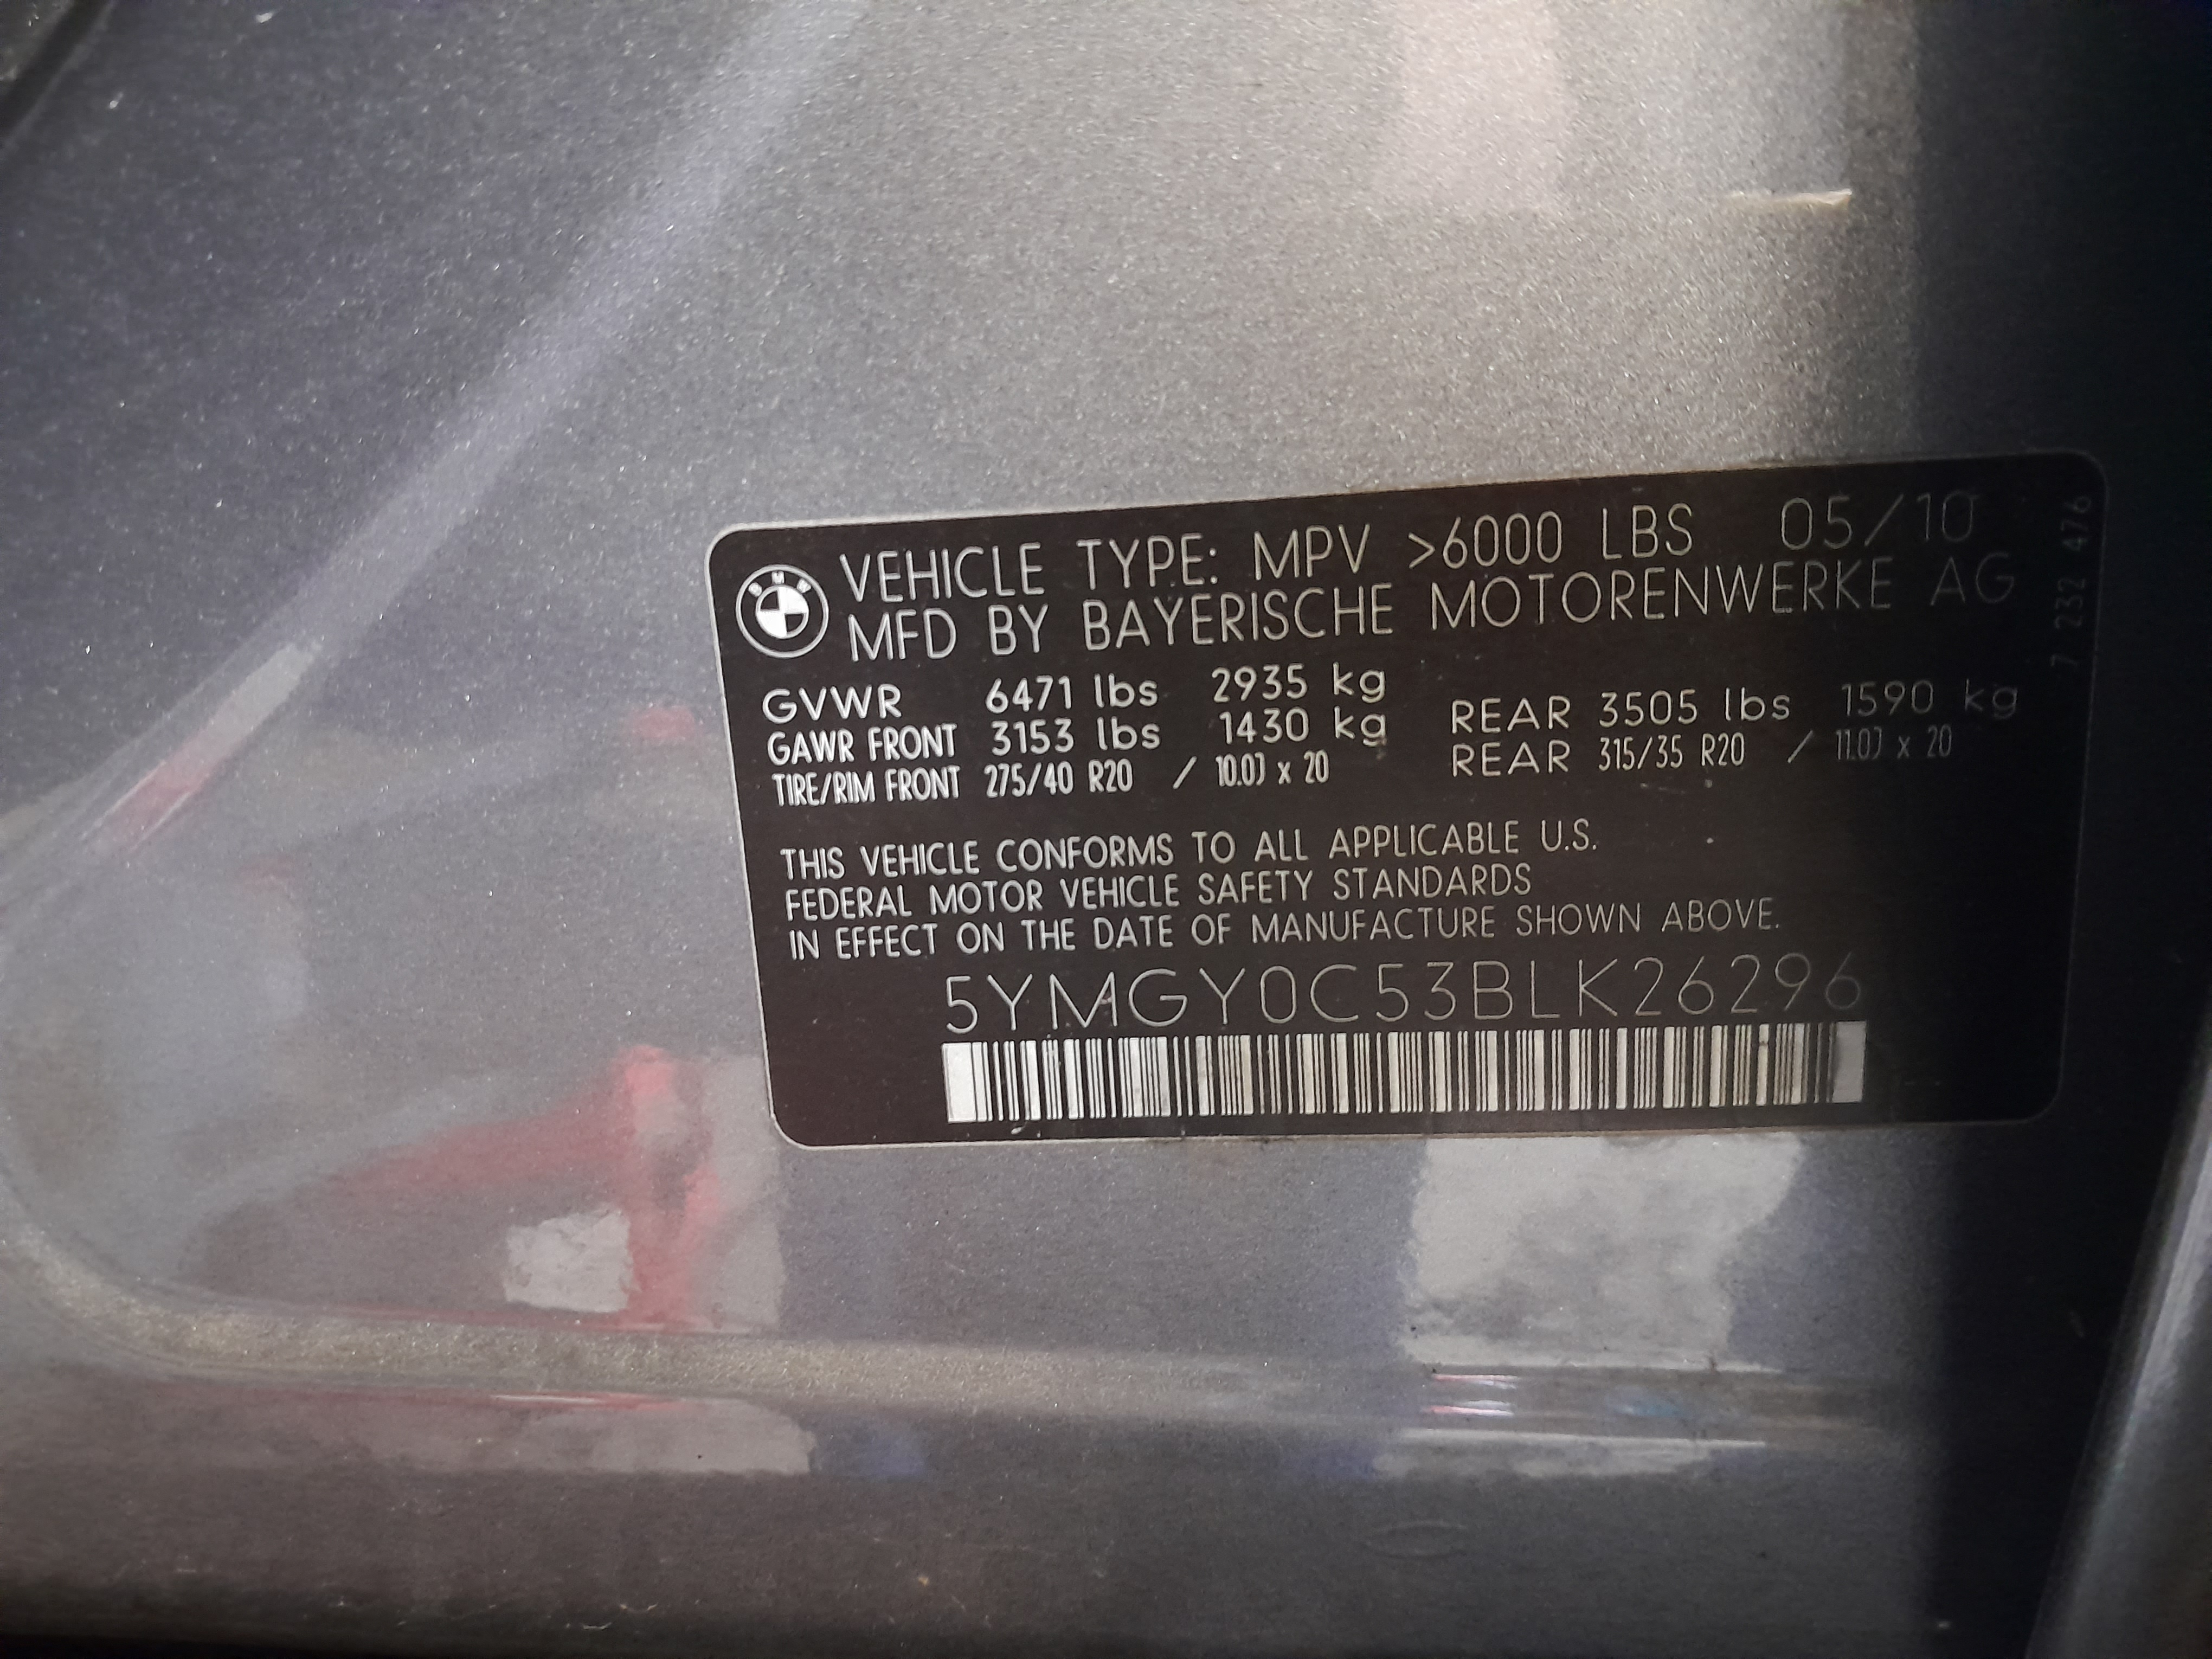 BMW
VEHICLE TYPE: MPV >6000 LBS 05/10
MFD BY BAYERISCHE MOTORENWERKE AG
GVWR 6471 lbs 2935 kg
GAWR FRONT 3153 lbs 1430 kg REAR 3505 lbs 1590 kg
TIRE/RIM FRONT 275/40 R20 / 10.0J x 20 REAR 315/35 R20 / 11.0J x 20
THIS VEHICLE CONFORMS TO ALL APPLICABLE U.S.
FEDERAL MOTOR VEHICLE SAFETY STANDARDS
IN EFFECT ON THE DATE OF MANUFACTURE SHOWN ABOVE.
5YMGY0C53BLK26296
7 232 476